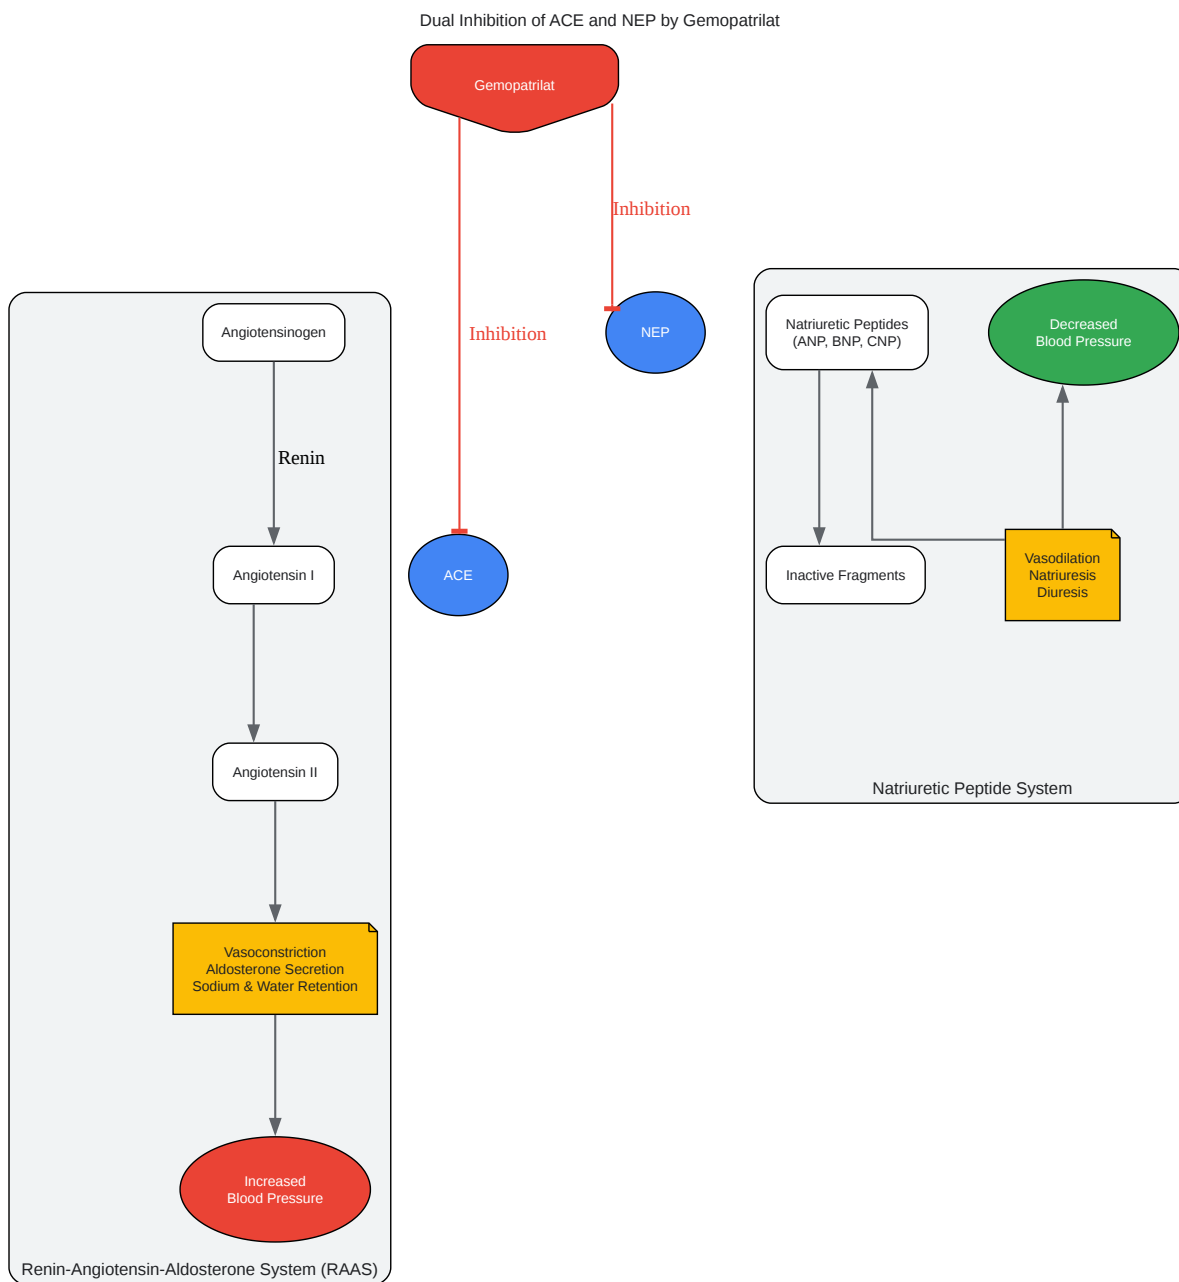 Dual Inhibition of ACE and NEP by Gemopatrilat
Gemopatrilat
Inhibition
Inhibition
NEP
ACE
Angiotensinogen
Renin
Angiotensin I
Angiotensin II
Vasoconstriction
Aldosterone Secretion
Sodium & Water Retention
Increased
Blood Pressure
Renin-Angiotensin-Aldosterone System (RAAS)
Natriuretic Peptides
(ANP, BNP, CNP)
Decreased
Blood Pressure
Inactive Fragments
Vasodilation
Natriuresis
Diuresis
Natriuretic Peptide System